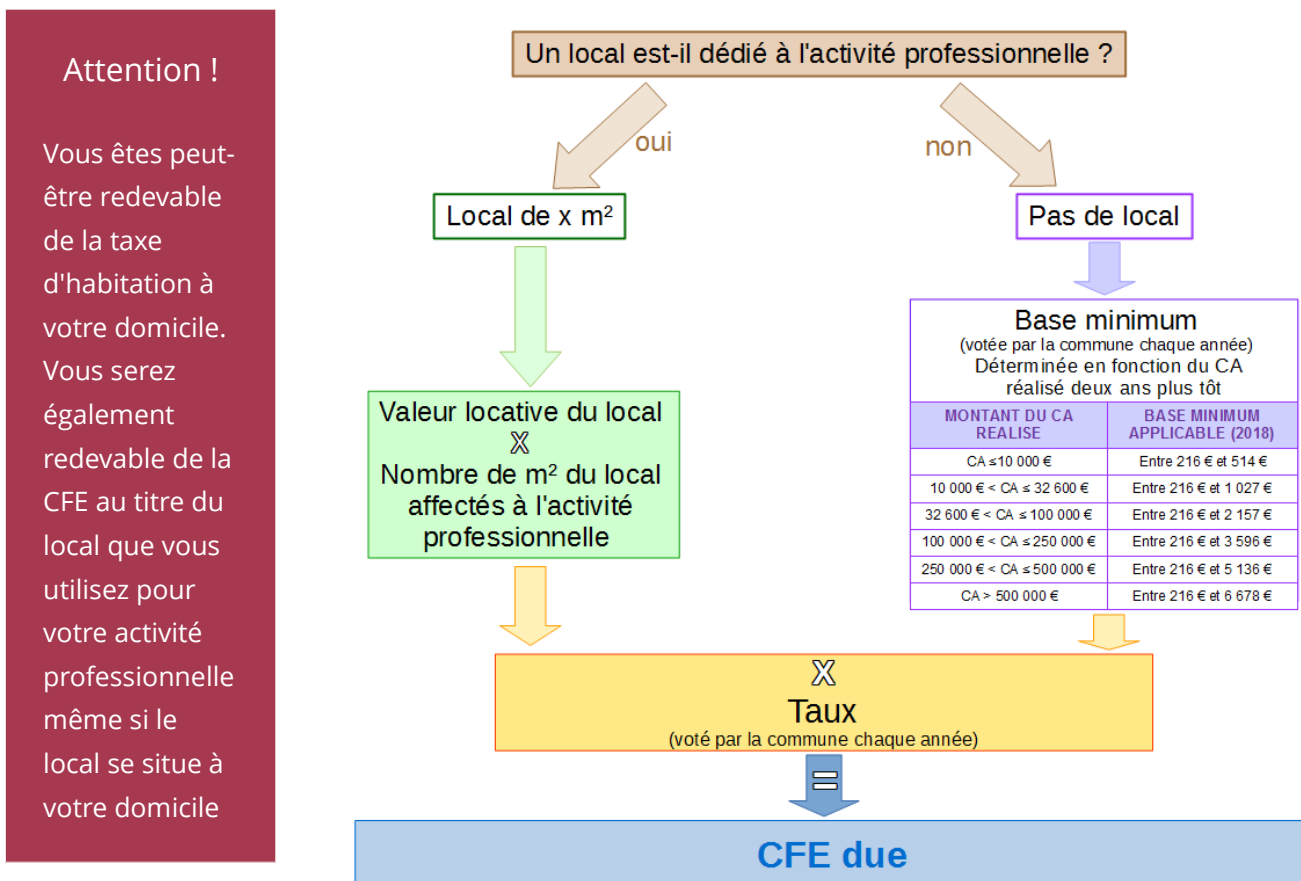 Attention !
Vous êtes peut-
être redevable
de la taxe
d'habitation à
votre domicile.
Vous serez
également
redevable de la
CFE au titre du
local que vous
utilisez pour
votre activité
professionnelle
même si le
local se situe à
votre domicile
Un local est-il dédié à l'activité professionnelle ?
oui
non
Local de x m²
Pas de local
Valeur locative du local
X
Nombre de m² du local
affectés à l'activité
professionnelle
Base minimum
(votée par la commune chaque année)
Déterminée en fonction du CA
réalisé deux ans plus tôt
MONTANT DU CA BASE MINIMUM
REALISE APPLICABLE (2018)
CA ≤10 000 € Entre 216 € et 514 €
10 000 € < CA ≤ 32 600 € Entre 216 € et 1 027 €
32 600 € < CA ≤ 100 000 € Entre 216 € et 2 157 €
100 000 € < CA ≤ 250 000 € Entre 216 € et 3 596 €
250 000 € < CA ≤ 500 000 € Entre 216 € et 5 136 €
CA > 500 000 € Entre 216 € et 6 678 €
X
Taux
(voté par la commune chaque année)
=
CFE due